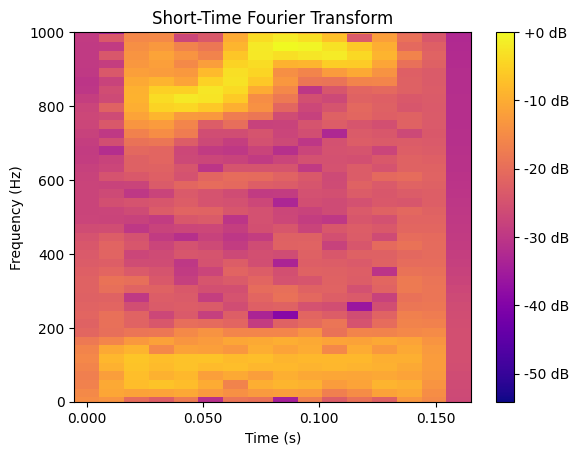 Short-Time Fourier Transform
1000
800
600
400
200
0
Frequency (Hz)
0.000
0.050
0.100
0.150
Time (s)
+0 dB
-10 dB
-20 dB
-30 dB
-40 dB
-50 dB